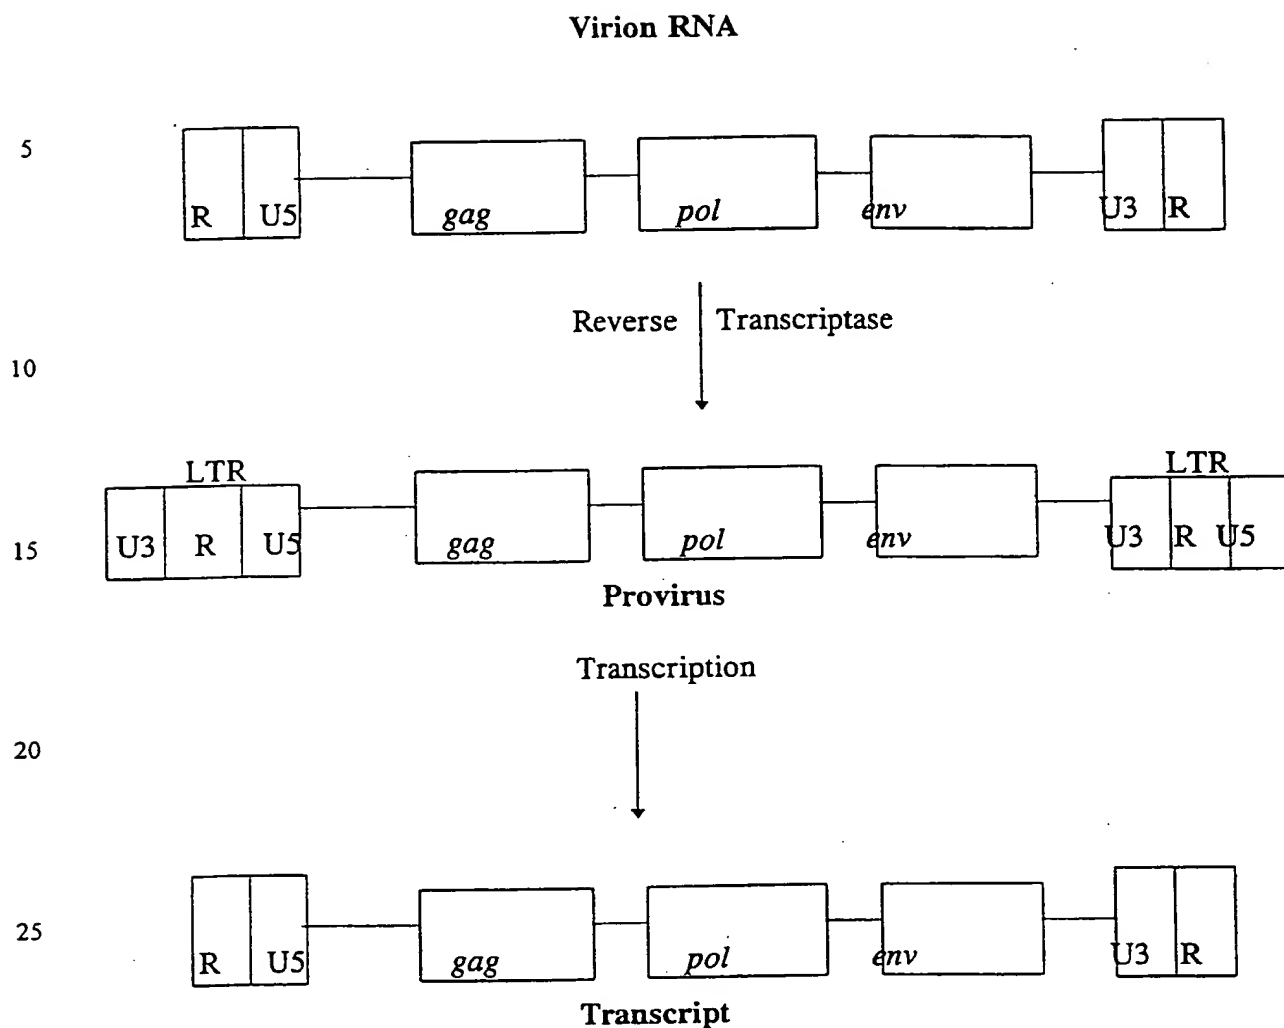 Virion RNA
5
R U5 gag pol env U3 R
Reverse Transcriptase
10
LTR LTR
U3 R U5 gag pol env U3 R U5
15
Provirus
Transcription
20
25
R U5 gag pol env U3 R
Transcript